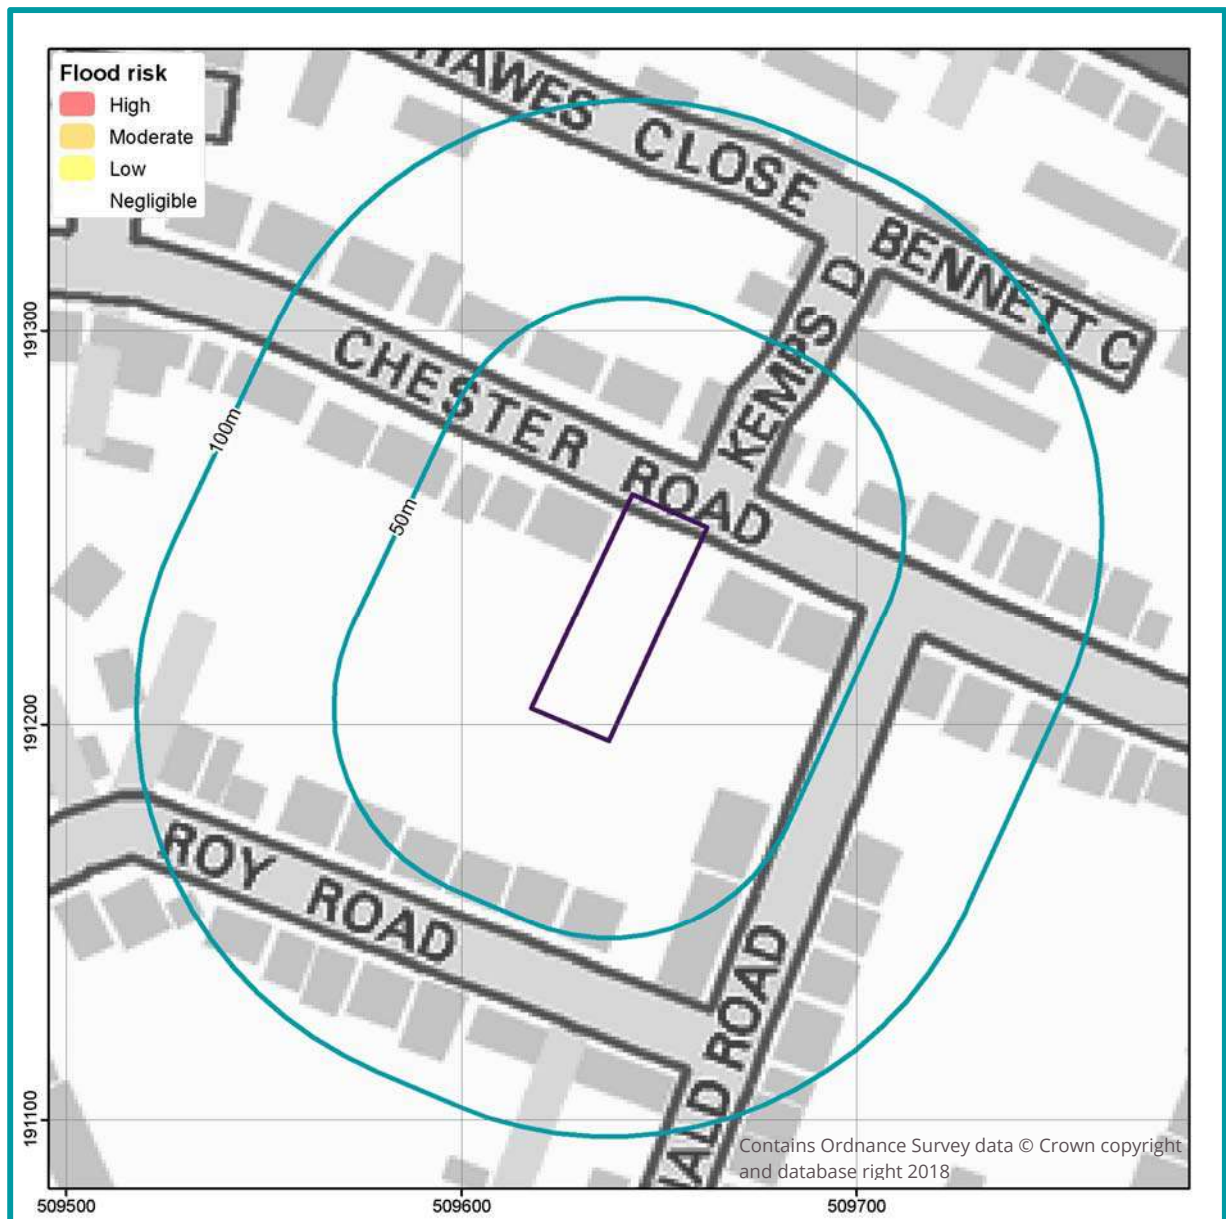 Flood risk
High
Moderate
Low
Negligible
HAWES CLOSE
BENNETT C
KEMPS D
CHESTER ROAD
100m
50m
ROY ROAD
ALD ROAD
191300
191200
191100
509500
509600
509700
Contains Ordnance Survey data © Crown copyright
and database right 2018